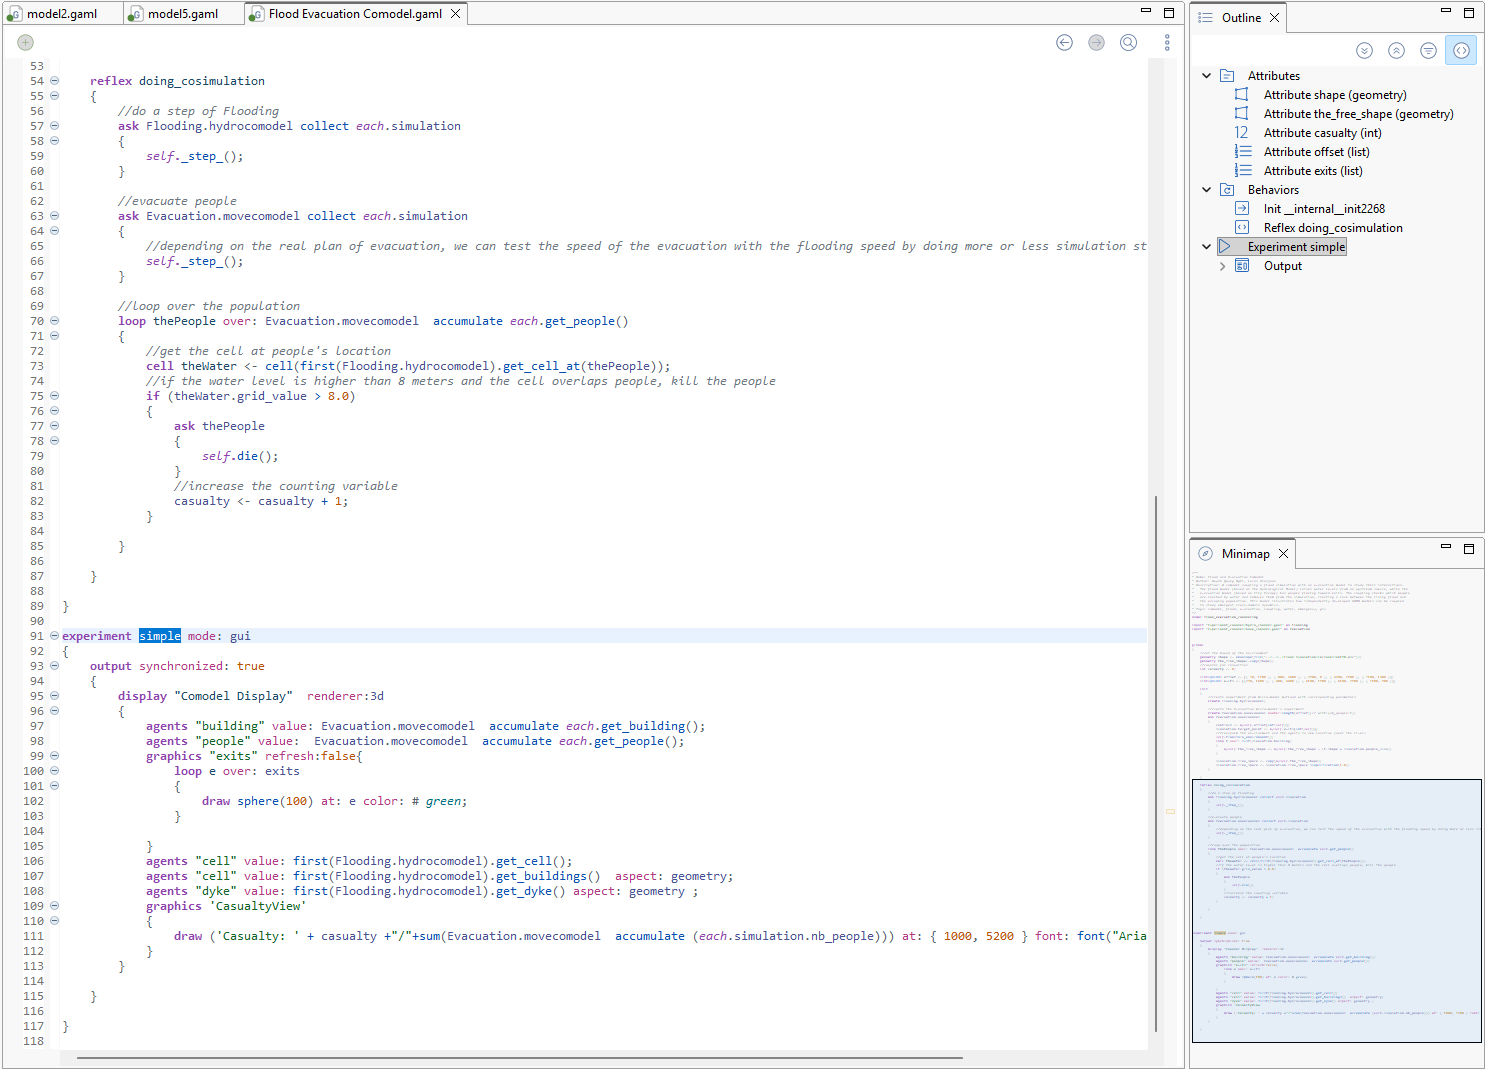 model2.gaml
model5.gaml
Flood Evacuation Comodel.gaml
53
54 reflex doing_cosimulation
55 {
56 //do a step of Flooding
57 ask Flooding.hydrocomodel collect each.simulation
58 {
59 self._step_();
60 }
61
62 //evacuate people
63 ask Evacuation.movecomodel collect each.simulation
64 {
65 //depending on the real plan of evacuation, we can test the speed of the evacuation with the flooding speed by doing more or less simulation st
66 self._step_();
67 }
68
69 //loop over the population
70 loop thePeople over: Evacuation.movecomodel  accumulate each.get_people()
71 {
72 //get the cell at people's location
73 cell theWater <- cell(first(Flooding.hydrocomodel).get_cell_at(thePeople));
74 //if the water level is higher than 8 meters and the cell overlaps people, kill the people
75 if (theWater.grid_value > 8.0)
76 {
77 ask thePeople
78 {
79 self.die();
80 }
81 //increase the counting variable
82 casualty <- casualty + 1;
83 }
84
85 }
86
87 }
88
89 }
90
91 experiment simple mode: gui
92 {
93 output synchronized: true
94 {
95 display "Comodel Display"  renderer:3d
96 {
97 agents "building" value: Evacuation.movecomodel  accumulate each.get_building();
98 agents "people" value:  Evacuation.movecomodel  accumulate each.get_people();
99 graphics "exits" refresh:false{
100 loop e over: exits
101 {
102 draw sphere(100) at: e color: # green;
103 }
104
105 }
106 agents "cell" value: first(Flooding.hydrocomodel).get_cell();
107 agents "cell" value: first(Flooding.hydrocomodel).get_buildings()  aspect: geometry;
108 agents "dyke" value: first(Flooding.hydrocomodel).get_dyke() aspect: geometry ;
109 graphics 'CasualtyView'
110 {
111 draw ('Casualty: ' + casualty +"/"+sum(Evacuation.movecomodel  accumulate (each.simulation.nb_people))) at: { 1000, 5200 } font: font("Aria
112 }
113 }
114
115 }
116
117 }
118
Outline
Attributes
Attribute shape (geometry)
Attribute the_free_shape (geometry)
12 Attribute casualty (int)
Attribute offset (list)
Attribute exits (list)
Behaviors
Init __internal__init2268
Reflex doing_cosimulation
Experiment simple
Output
Minimap